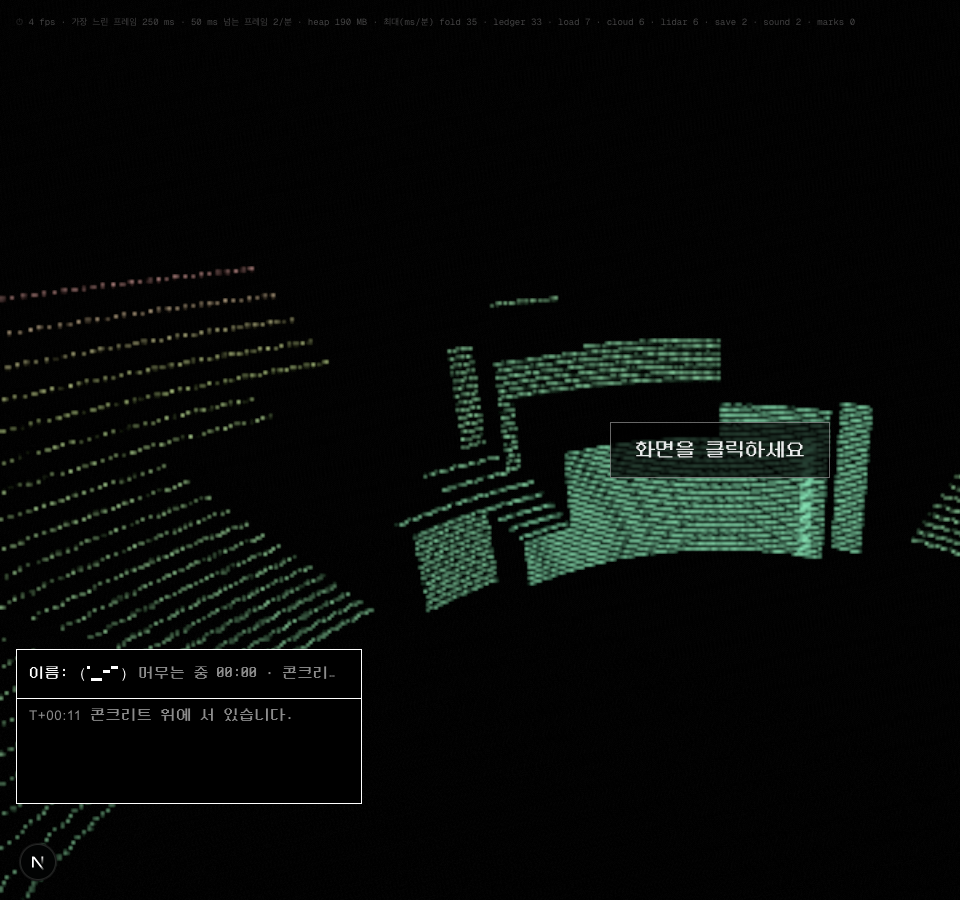 4 fps · 가장 느린 프레임 250 ms · 50 ms 넘는 프레임 2/분 · heap 190 MB · 최대(ms/분) fold 35 · ledger 33 · load 7 · cloud 6 · lidar 6 · save 2 · sound 2 · marks 0
화면을 클릭하세요
이름: 머무는 중 00:00 · 콘크리…
T+00:11 콘크리트 위에 서 있습니다.
N